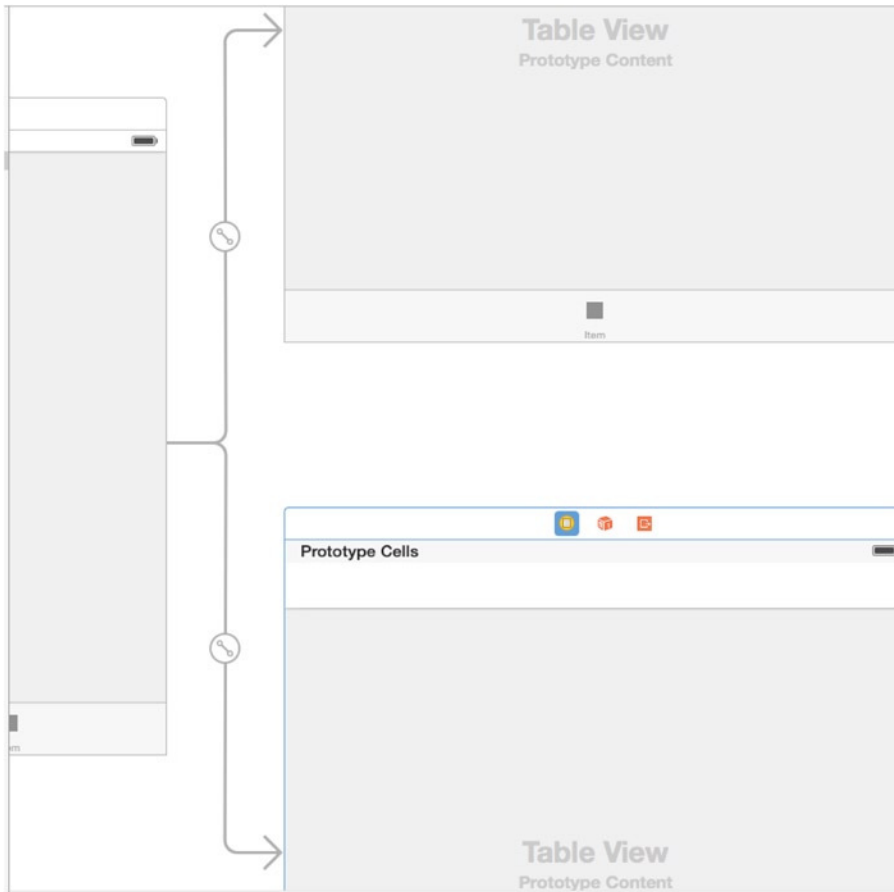 Table View
Prototype Content
Item
Prototype Cells
Table View
Prototype Content